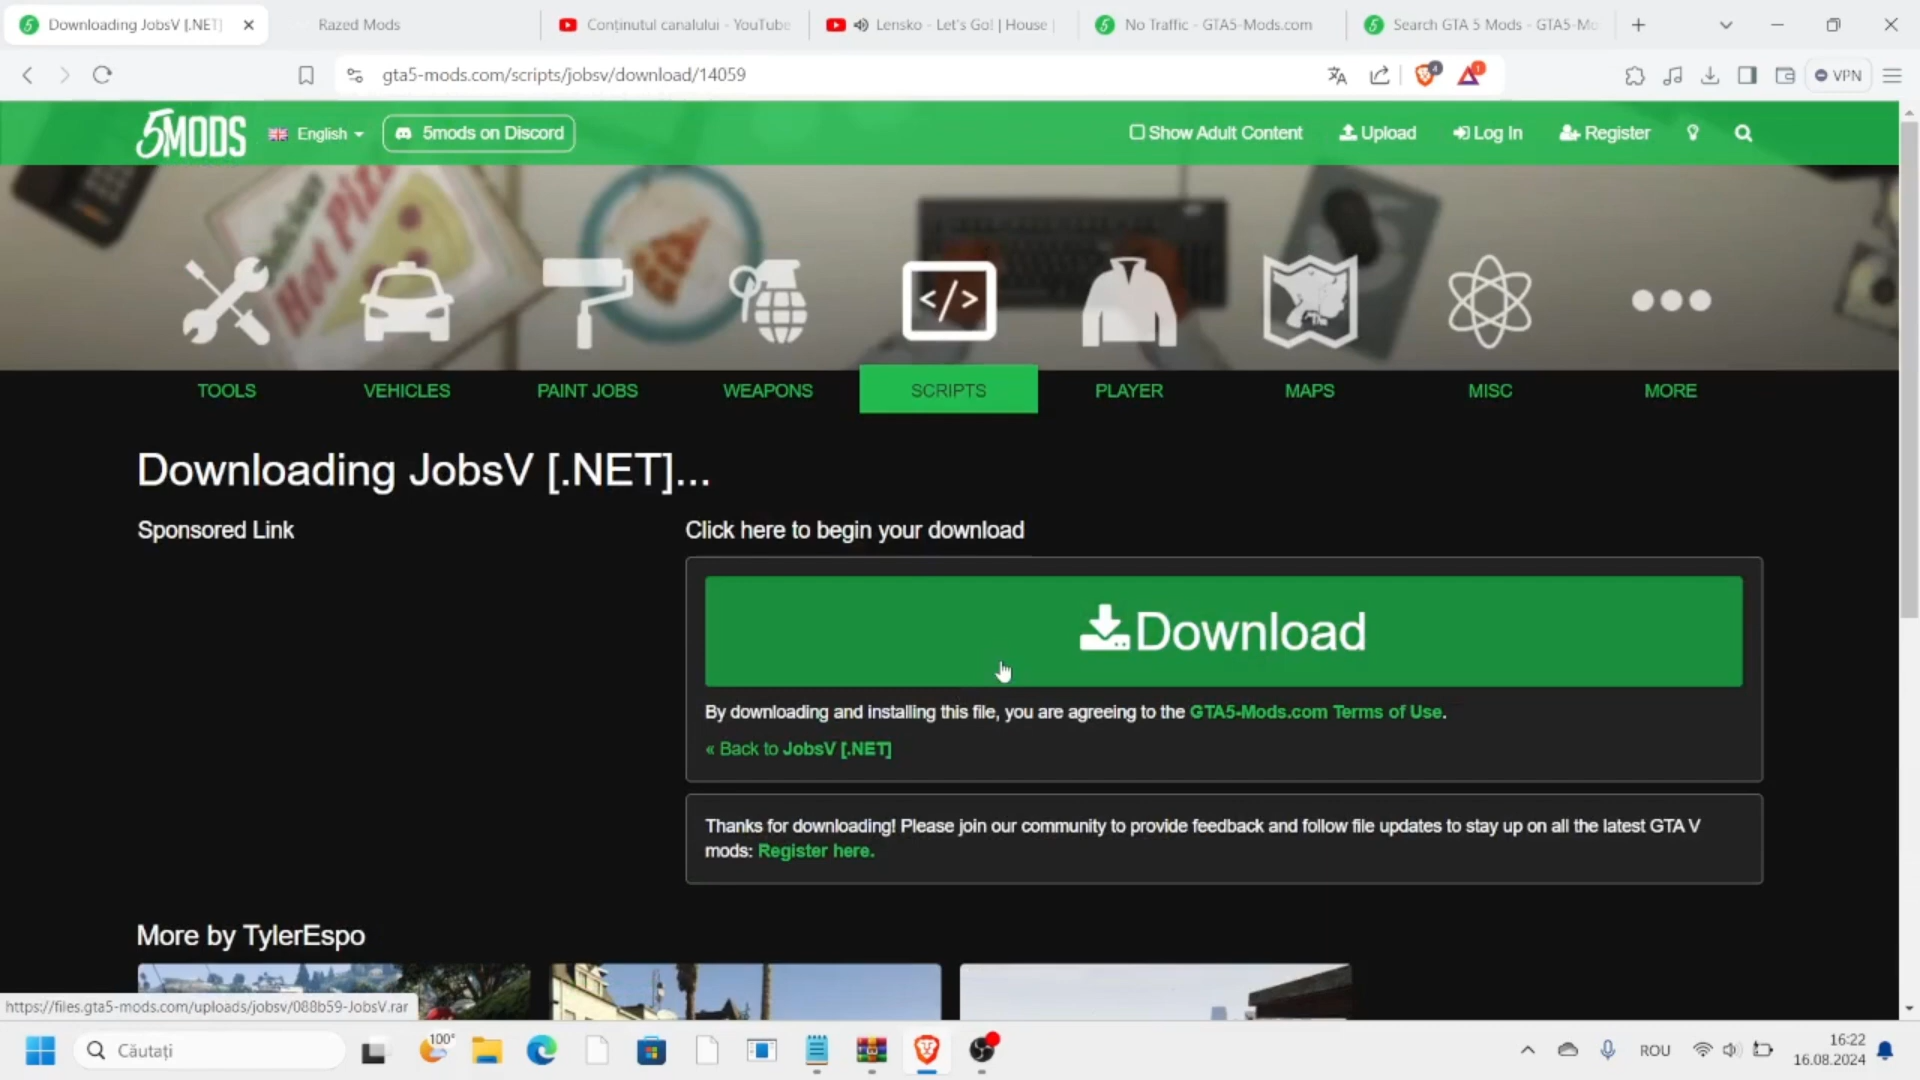 Downloading JobsV [.NET]
Razed Mods
Conținutul canalului - YouTube
Lensko - Let's Go! | House |
No Traffic - GTA5-Mods.com
Search GTA 5 Mods - GTA5-Mo
gta5-mods.com/scripts/jobsv/download/14059
4
1
VPN
5MODS
English
5mods on Discord
Show Adult Content
Upload
Log In
Register
TOOLS
VEHICLES
PAINT JOBS
WEAPONS
SCRIPTS
PLAYER
MAPS
MISC
MORE
Downloading JobsV [.NET]...
Sponsored Link
Click here to begin your download
Download
By downloading and installing this file, you are agreeing to the GTA5-Mods.com Terms of Use.
« Back to JobsV [.NET]
Thanks for downloading! Please join our community to provide feedback and follow file updates to stay up on all the latest GTA V
mods: Register here.
More by TylerEspo
https://files.gta5-mods.com/uploads/jobsv/088b59-JobsV.rar
Căutați
100°
ROU
16:22
16.08.2024